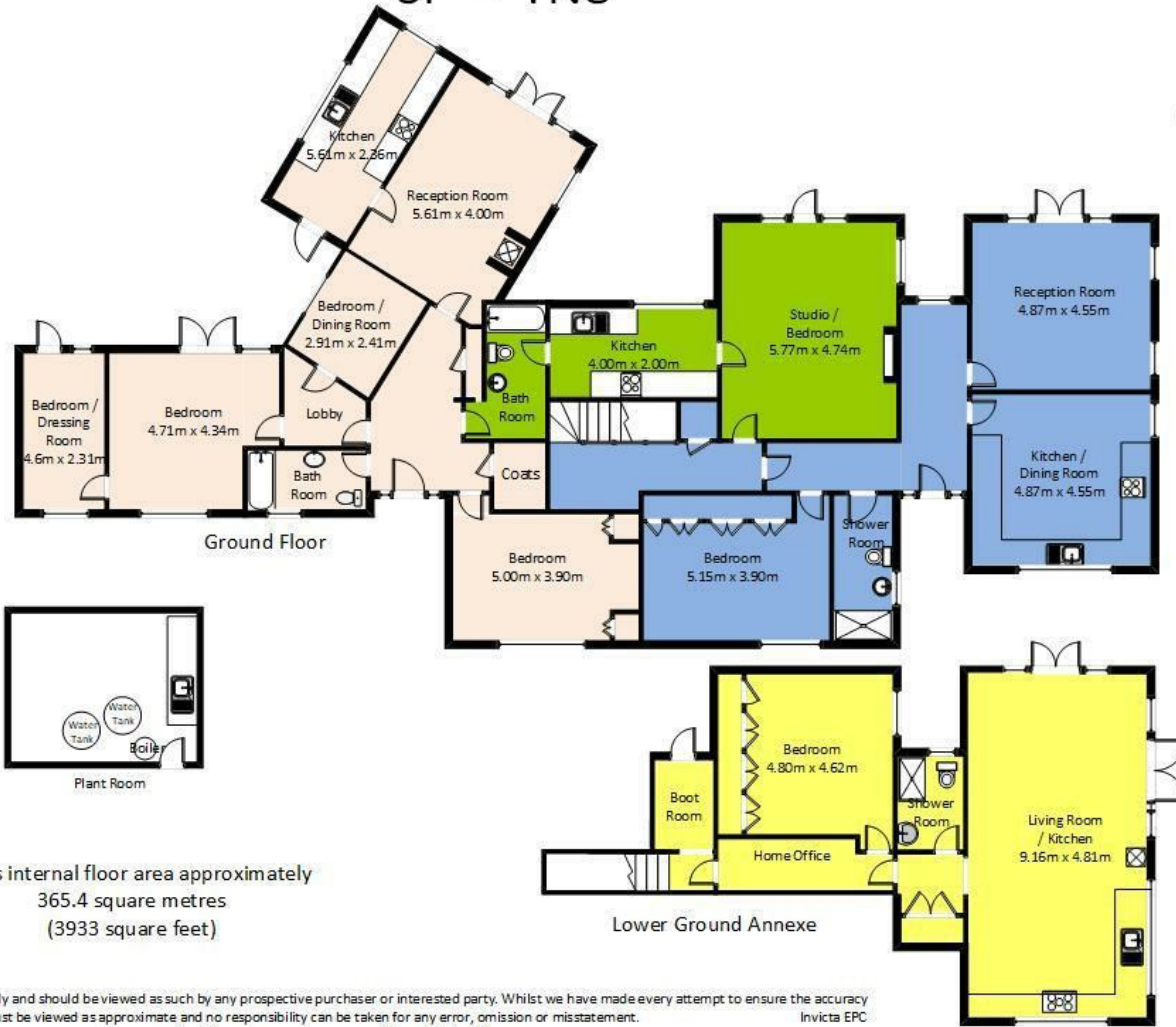 Kitchen
5.61m x 2.36m
Reception Room
5.61m x 4.00m
Bedroom /
Dining Room
2.91m x 2.41m
Bedroom /
Dressing
Room
4.6m x 2.31m
Bedroom
4.71m x 4.34m
Lobby
Bath
Room
Bath
Room
Kitchen
4.00m x 2.00m
Studio /
Bedroom
5.77m x 4.74m
Reception Room
4.87m x 4.55m
Kitchen /
Dining Room
4.87m x 4.55m
Coats
Ground Floor
Bedroom
5.00m x 3.90m
Bedroom
5.15m x 3.90m
Shower
Room
Water
Tank
Water
Tank
Boiler
Plant Room
Bedroom
4.80m x 4.62m
Boot
Room
Shower
Room
Home Office
Living Room
/ Kitchen
9.16m x 4.81m
Lower Ground Annexe
internal floor area approximately
365.4 square metres
(3933 square feet)
and should be viewed as such by any prospective purchaser or interested party. Whilst we have made every attempt to ensure the accuracy
be viewed as approximate and no responsibility can be taken for any error, omission or misstatement.
Invicta EPC